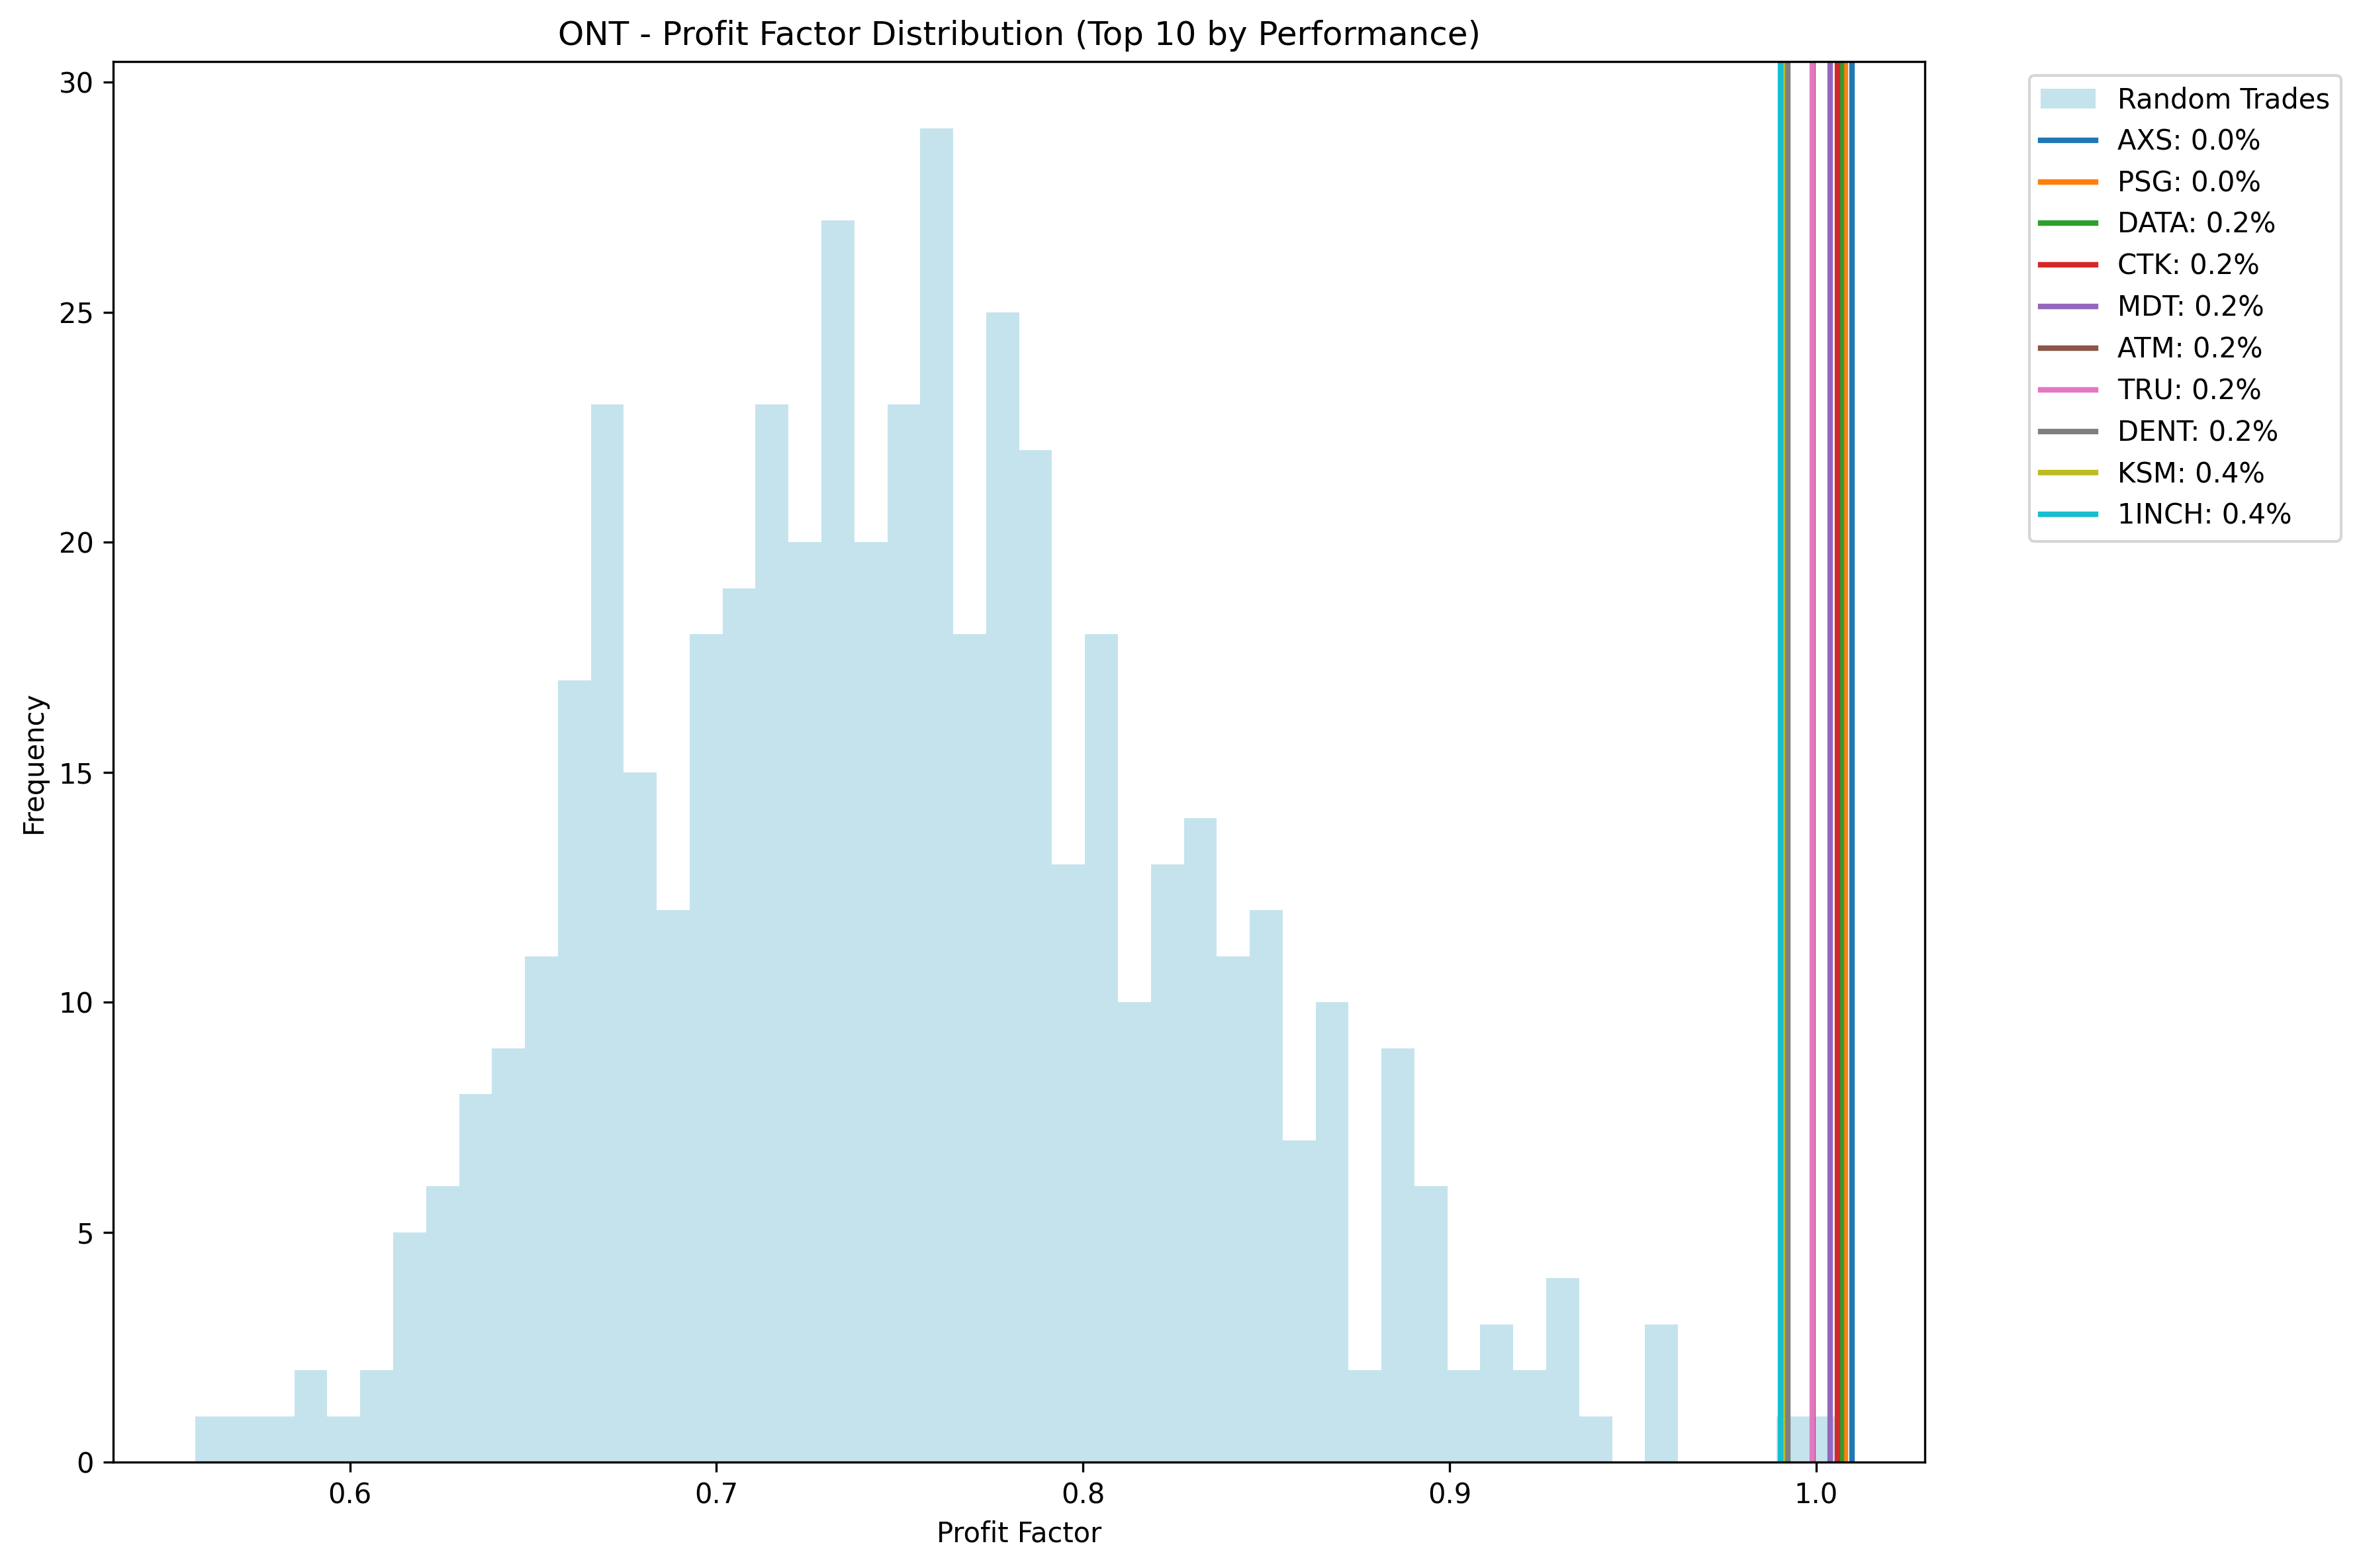 ONT - Profit Factor Distribution (Top 10 by Performance)
30
25
20
15
10
5
0
Frequency
0.6
0.7
0.8
0.9
1.0
Profit Factor
Random Trades
AXS: 0.0%
PSG: 0.0%
DATA: 0.2%
CTK: 0.2%
MDT: 0.2%
ATM: 0.2%
TRU: 0.2%
DENT: 0.2%
KSM: 0.4%
1INCH: 0.4%